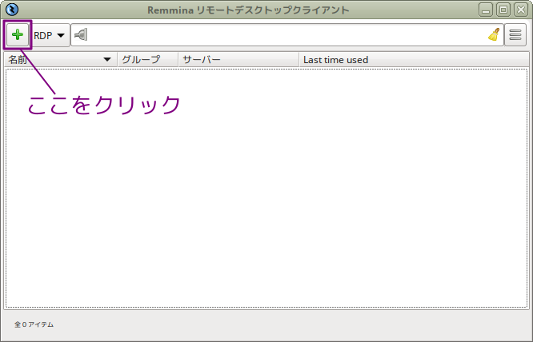 Remmina リモートデスクトップクライアント
RDP
名前 グループ サーバー Last time used
ここをクリック
全 0 アイテム